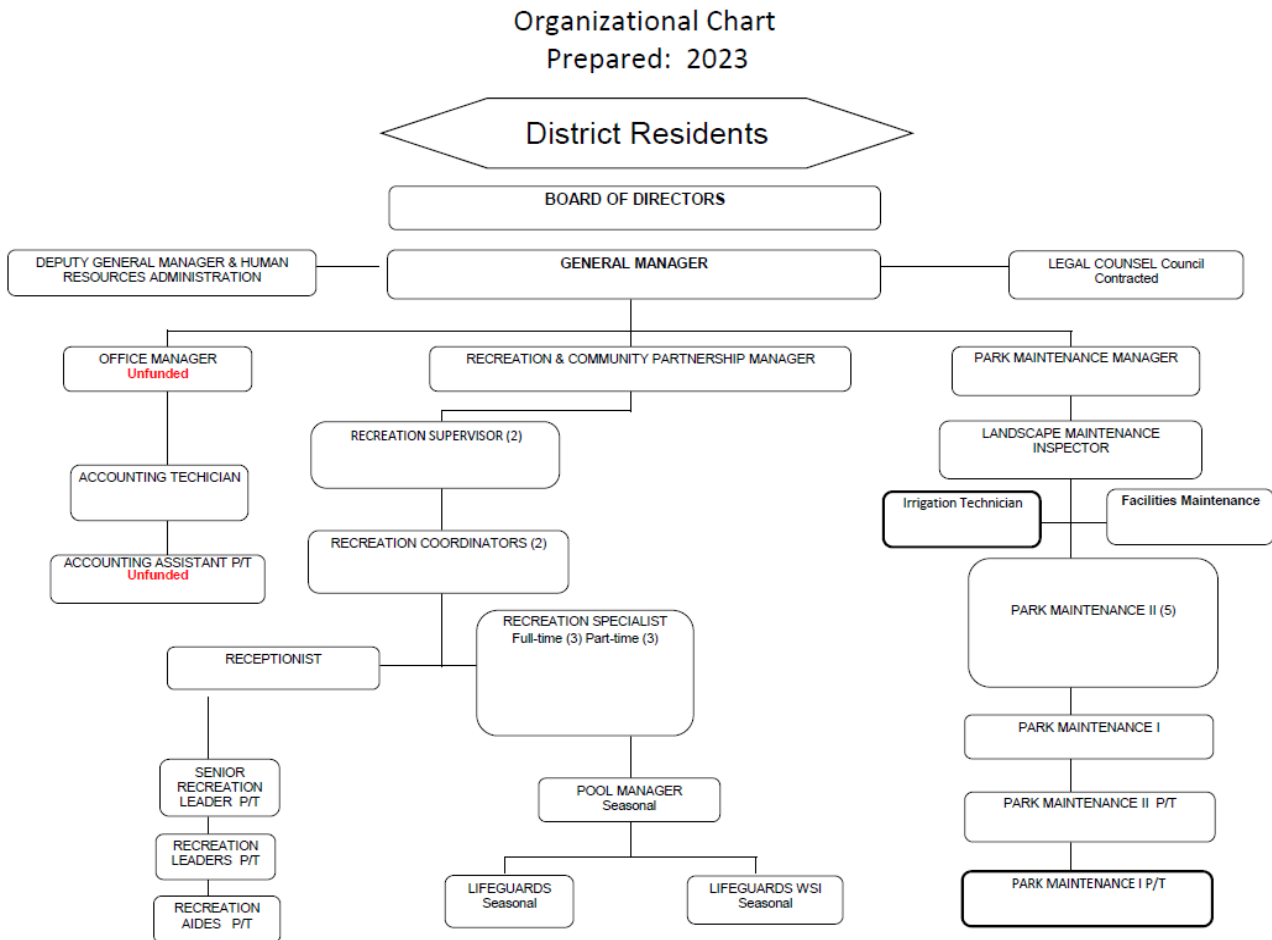 Organizational Chart
Prepared:  2023
District Residents
BOARD OF DIRECTORS
DEPUTY GENERAL MANAGER & HUMAN
RESOURCES ADMINISTRATION
GENERAL MANAGER
LEGAL COUNSEL Council
Contracted
OFFICE MANAGER
Unfunded
RECREATION & COMMUNITY PARTNERSHIP MANAGER
PARK MAINTENANCE MANAGER
RECREATION SUPERVISOR (2)
LANDSCAPE MAINTENANCE
INSPECTOR
ACCOUNTING TECHICIAN
Irrigation Technician
Facilities Maintenance
RECREATION COORDINATORS (2)
ACCOUNTING ASSISTANT P/T
Unfunded
PARK MAINTENANCE II (5)
RECREATION SPECIALIST
Full-time (3) Part-time (3)
RECEPTIONIST
PARK MAINTENANCE I
SENIOR
RECREATION
LEADER  P/T
POOL MANAGER
Seasonal
PARK MAINTENANCE II  P/T
RECREATION
LEADERS  P/T
LIFEGUARDS
Seasonal
LIFEGUARDS WSI
Seasonal
PARK MAINTENANCE I P/T
RECREATION
AIDES  P/T